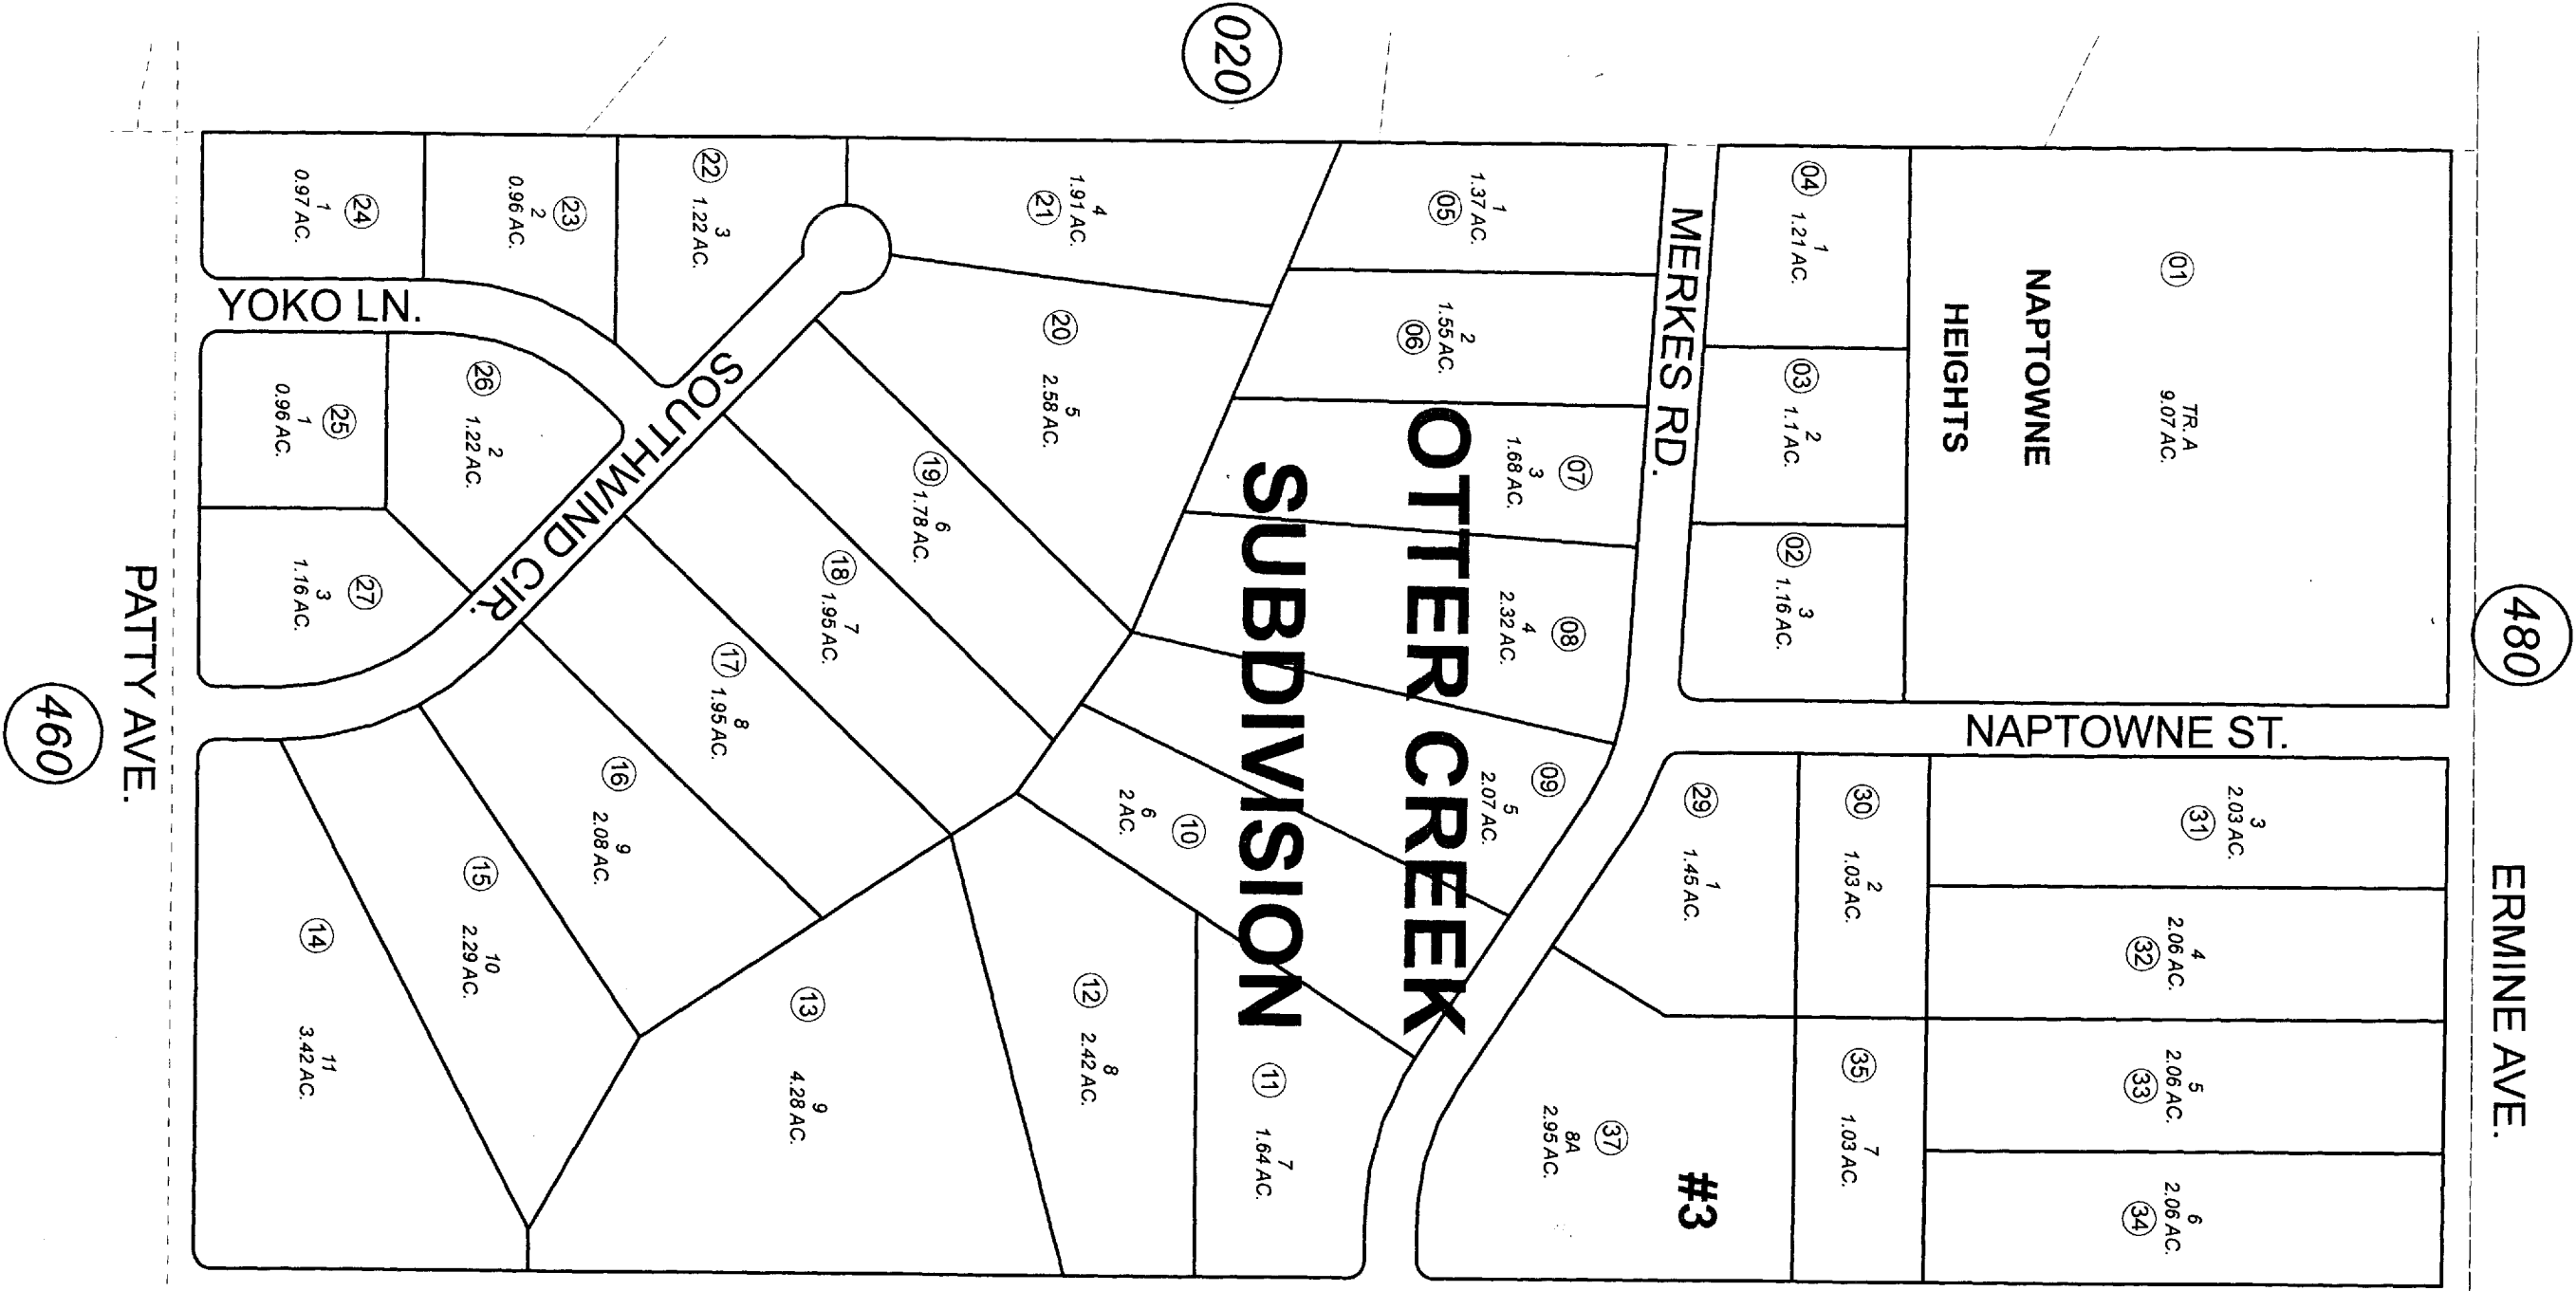 020
480
460
ERMINE AVE.
PATTY AVE.
NAPTOWNE ST.
MERKES RD.
YOKO LN.
SOUTHWIND CIR.
NAPTOWNE
HEIGHTS
OTTER CREEK
SUBDIVISION
#3
01
TR. A
9.07 AC.
04
1
1.21 AC.
03
2
1.1 AC.
02
3
1.16 AC.
1
1.37 AC.
05
2
1.55 AC.
06
07
3
1.68 AC.
08
4
2.32 AC.
09
5
2.07 AC.
10
6
2 AC.
11
7
1.64 AC.
12
8
2.42 AC.
13
9
4.28 AC.
14
11
3.42 AC.
15
10
2.29 AC.
16
9
2.08 AC.
17
8
1.95 AC.
18
7
1.95 AC.
19
6
1.78 AC.
20
5
2.58 AC.
4
1.91 AC.
21
22
3
1.22 AC.
23
2
0.96 AC.
24
1
0.97 AC.
25
1
0.96 AC.
26
2
1.22 AC.
27
3
1.16 AC.
29
1
1.45 AC.
30
2
1.03 AC.
3
2.03 AC.
31
4
2.06 AC.
32
5
2.06 AC.
33
6
2.06 AC.
34
35
7
1.03 AC.
37
8A
2.95 AC.